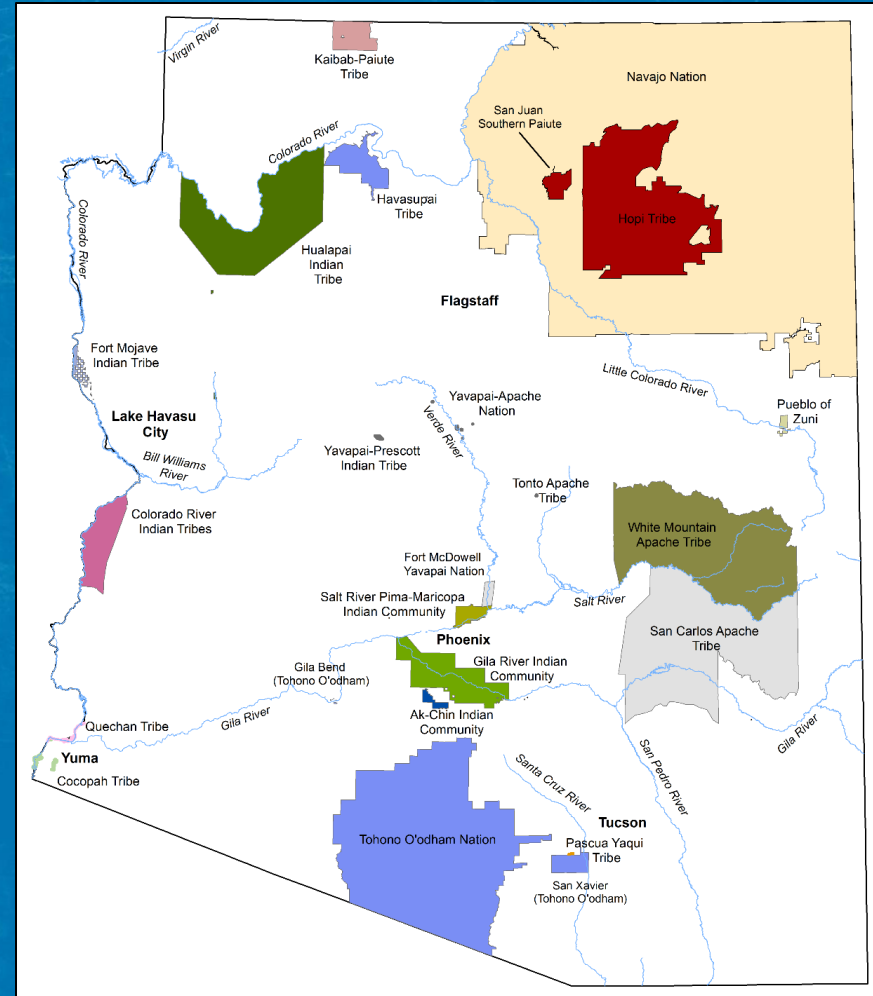 Virgin River
Kaibab-Paiute
Tribe
Navajo Nation
San Juan
Southern Paiute
Colorado River
Havasupai
Tribe
Hopi Tribe
Colorado River
Hualapai
Indian
Tribe
Flagstaff
Fort Mojave
Indian Tribe
Little Colorado River
Yavapai-Apache
Nation
Pueblo of
Zuni
Lake Havasu
City
Verde River
Yavapai-Prescott
Indian Tribe
Bill Williams
River
Tonto Apache
Tribe
Colorado River
Indian Tribes
White Mountain
Apache Tribe
Fort McDowell
Yavapai Nation
Salt River Pima-Maricopa
Indian Community
Salt River
Phoenix
San Carlos Apache
Tribe
Gila Bend
(Tohono O'odham)
Gila River Indian
Community
Gila River
Ak-Chin Indian
Community
Gila River
Quechan Tribe
Yuma
Cocopah Tribe
San Pedro River
Santa Cruz River
Tucson
Tohono O'odham Nation
Pascua Yaqui
Tribe
San Xavier
(Tohono O'odham)